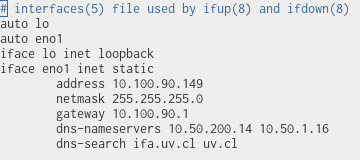 # interfaces(5) file used by ifup(8) and ifdown(8)
auto lo
auto eno1
iface lo inet loopback
iface eno1 inet static
        address 10.100.90.149
        netmask 255.255.255.0
        gateway 10.100.90.1
        dns-nameservers 10.50.200.14 10.50.1.16
        dns-search ifa.uv.cl uv.cl